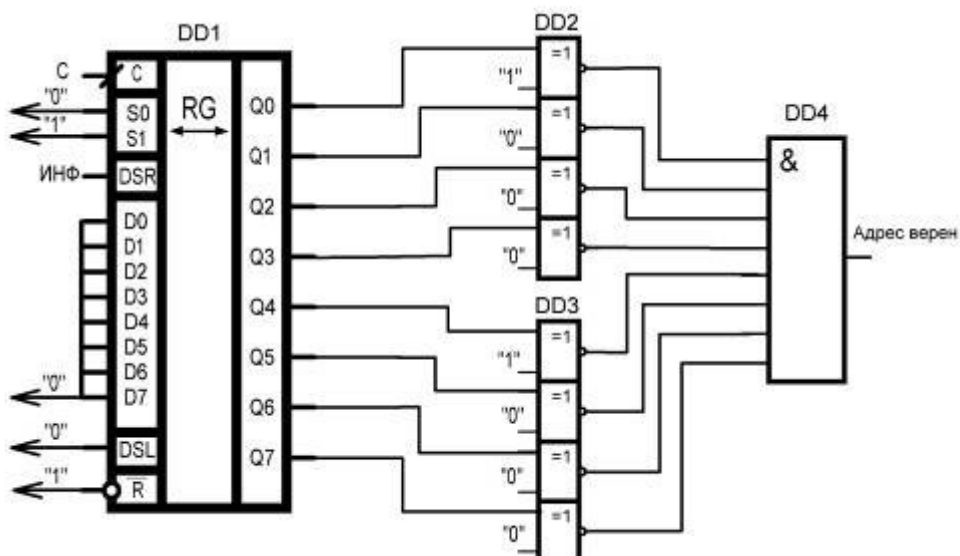 DD1
C
C
"0"
S0
"1"
S1
ИНФ
DSR
D0
D1
D2
D3
D4
D5
D6
"0"
D7
"0"
DSL
"1"
R
RG
Q0
Q1
Q2
Q3
Q4
Q5
Q6
Q7
DD2
=1
"1"
=1
"0"
=1
"0"
=1
"0"
DD3
=1
"1"
=1
"0"
=1
"0"
=1
"0"
DD4
&
Адрес верен